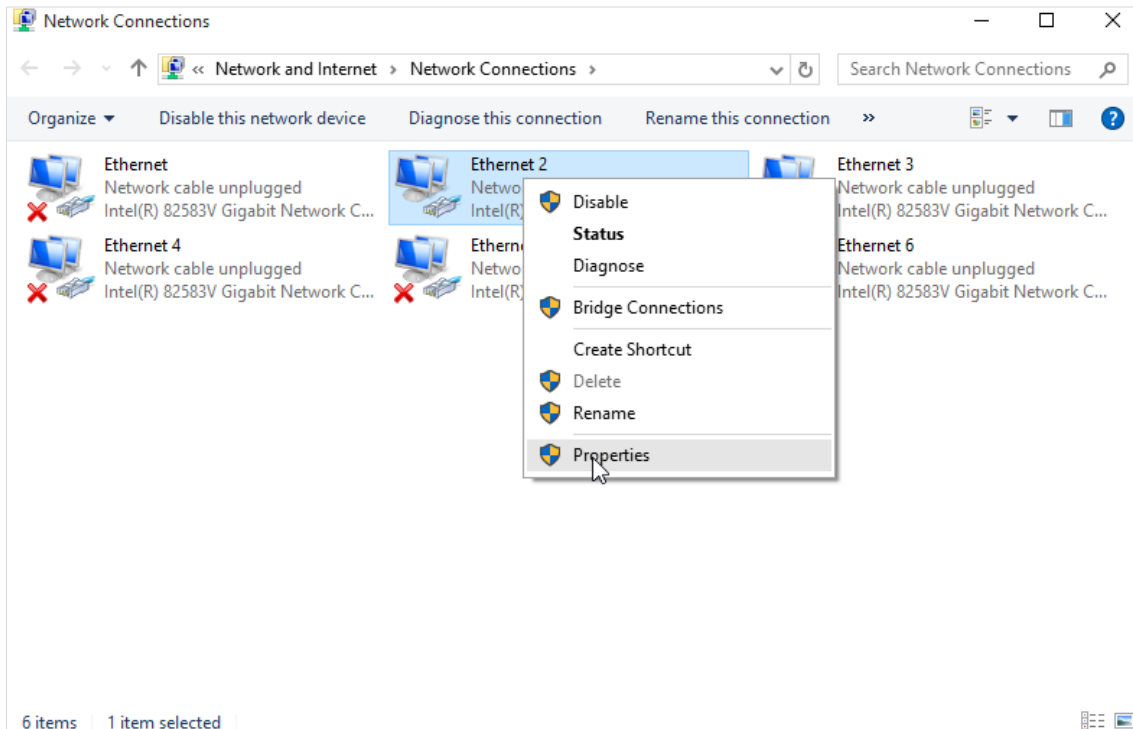 Network Connections
« Network and Internet › Network Connections ›
Search Network Connections
Organize Disable this network device Diagnose this connection Rename this connection »
Ethernet
Network cable unplugged
Intel(R) 82583V Gigabit Network C...
Ethernet 2
Netwo
Intel(R)
Ethernet 3
Network cable unplugged
Intel(R) 82583V Gigabit Network C...
Ethernet 4
Network cable unplugged
Intel(R) 82583V Gigabit Network C...
Ethern
Netwo
Intel(R)
Ethernet 6
Network cable unplugged
Intel(R) 82583V Gigabit Network C...
Disable
Status
Diagnose
Bridge Connections
Create Shortcut
Delete
Rename
Properties
6 items 1 item selected